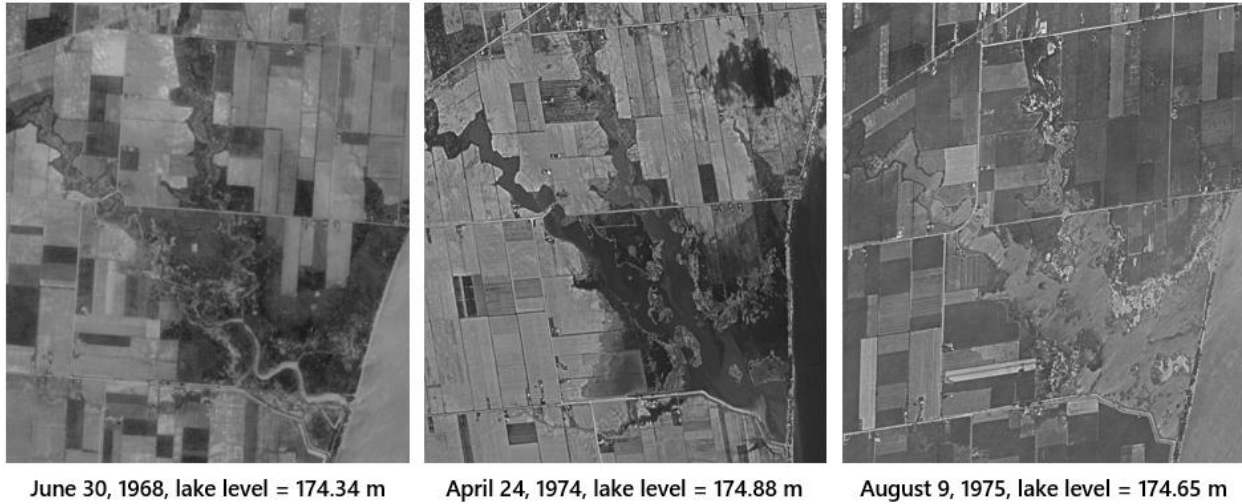 June 30, 1968, lake level = 174.34 m
April 24, 1974, lake level = 174.88 m
August 9, 1975, lake level = 174.65 m